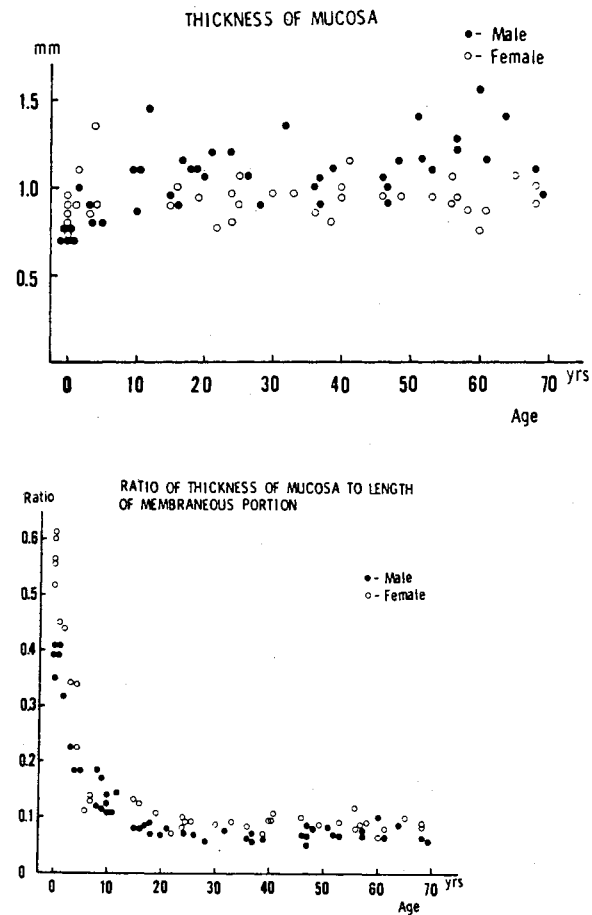 THICKNESS OF MUCOSA
mm
●- Male
○- Female
1.5
1.0
0.5
0 10 20 30 40 50 60 70 yrs
Age
RATIO OF THICKNESS OF MUCOSA TO LENGTH
OF MEMBRANEOUS PORTION
Ratio
0.6
●- Male
○- Female
0.5
0.4
0.3
0.2
0.1
0
0 10 20 30 40 50 60 70 yrs
Age